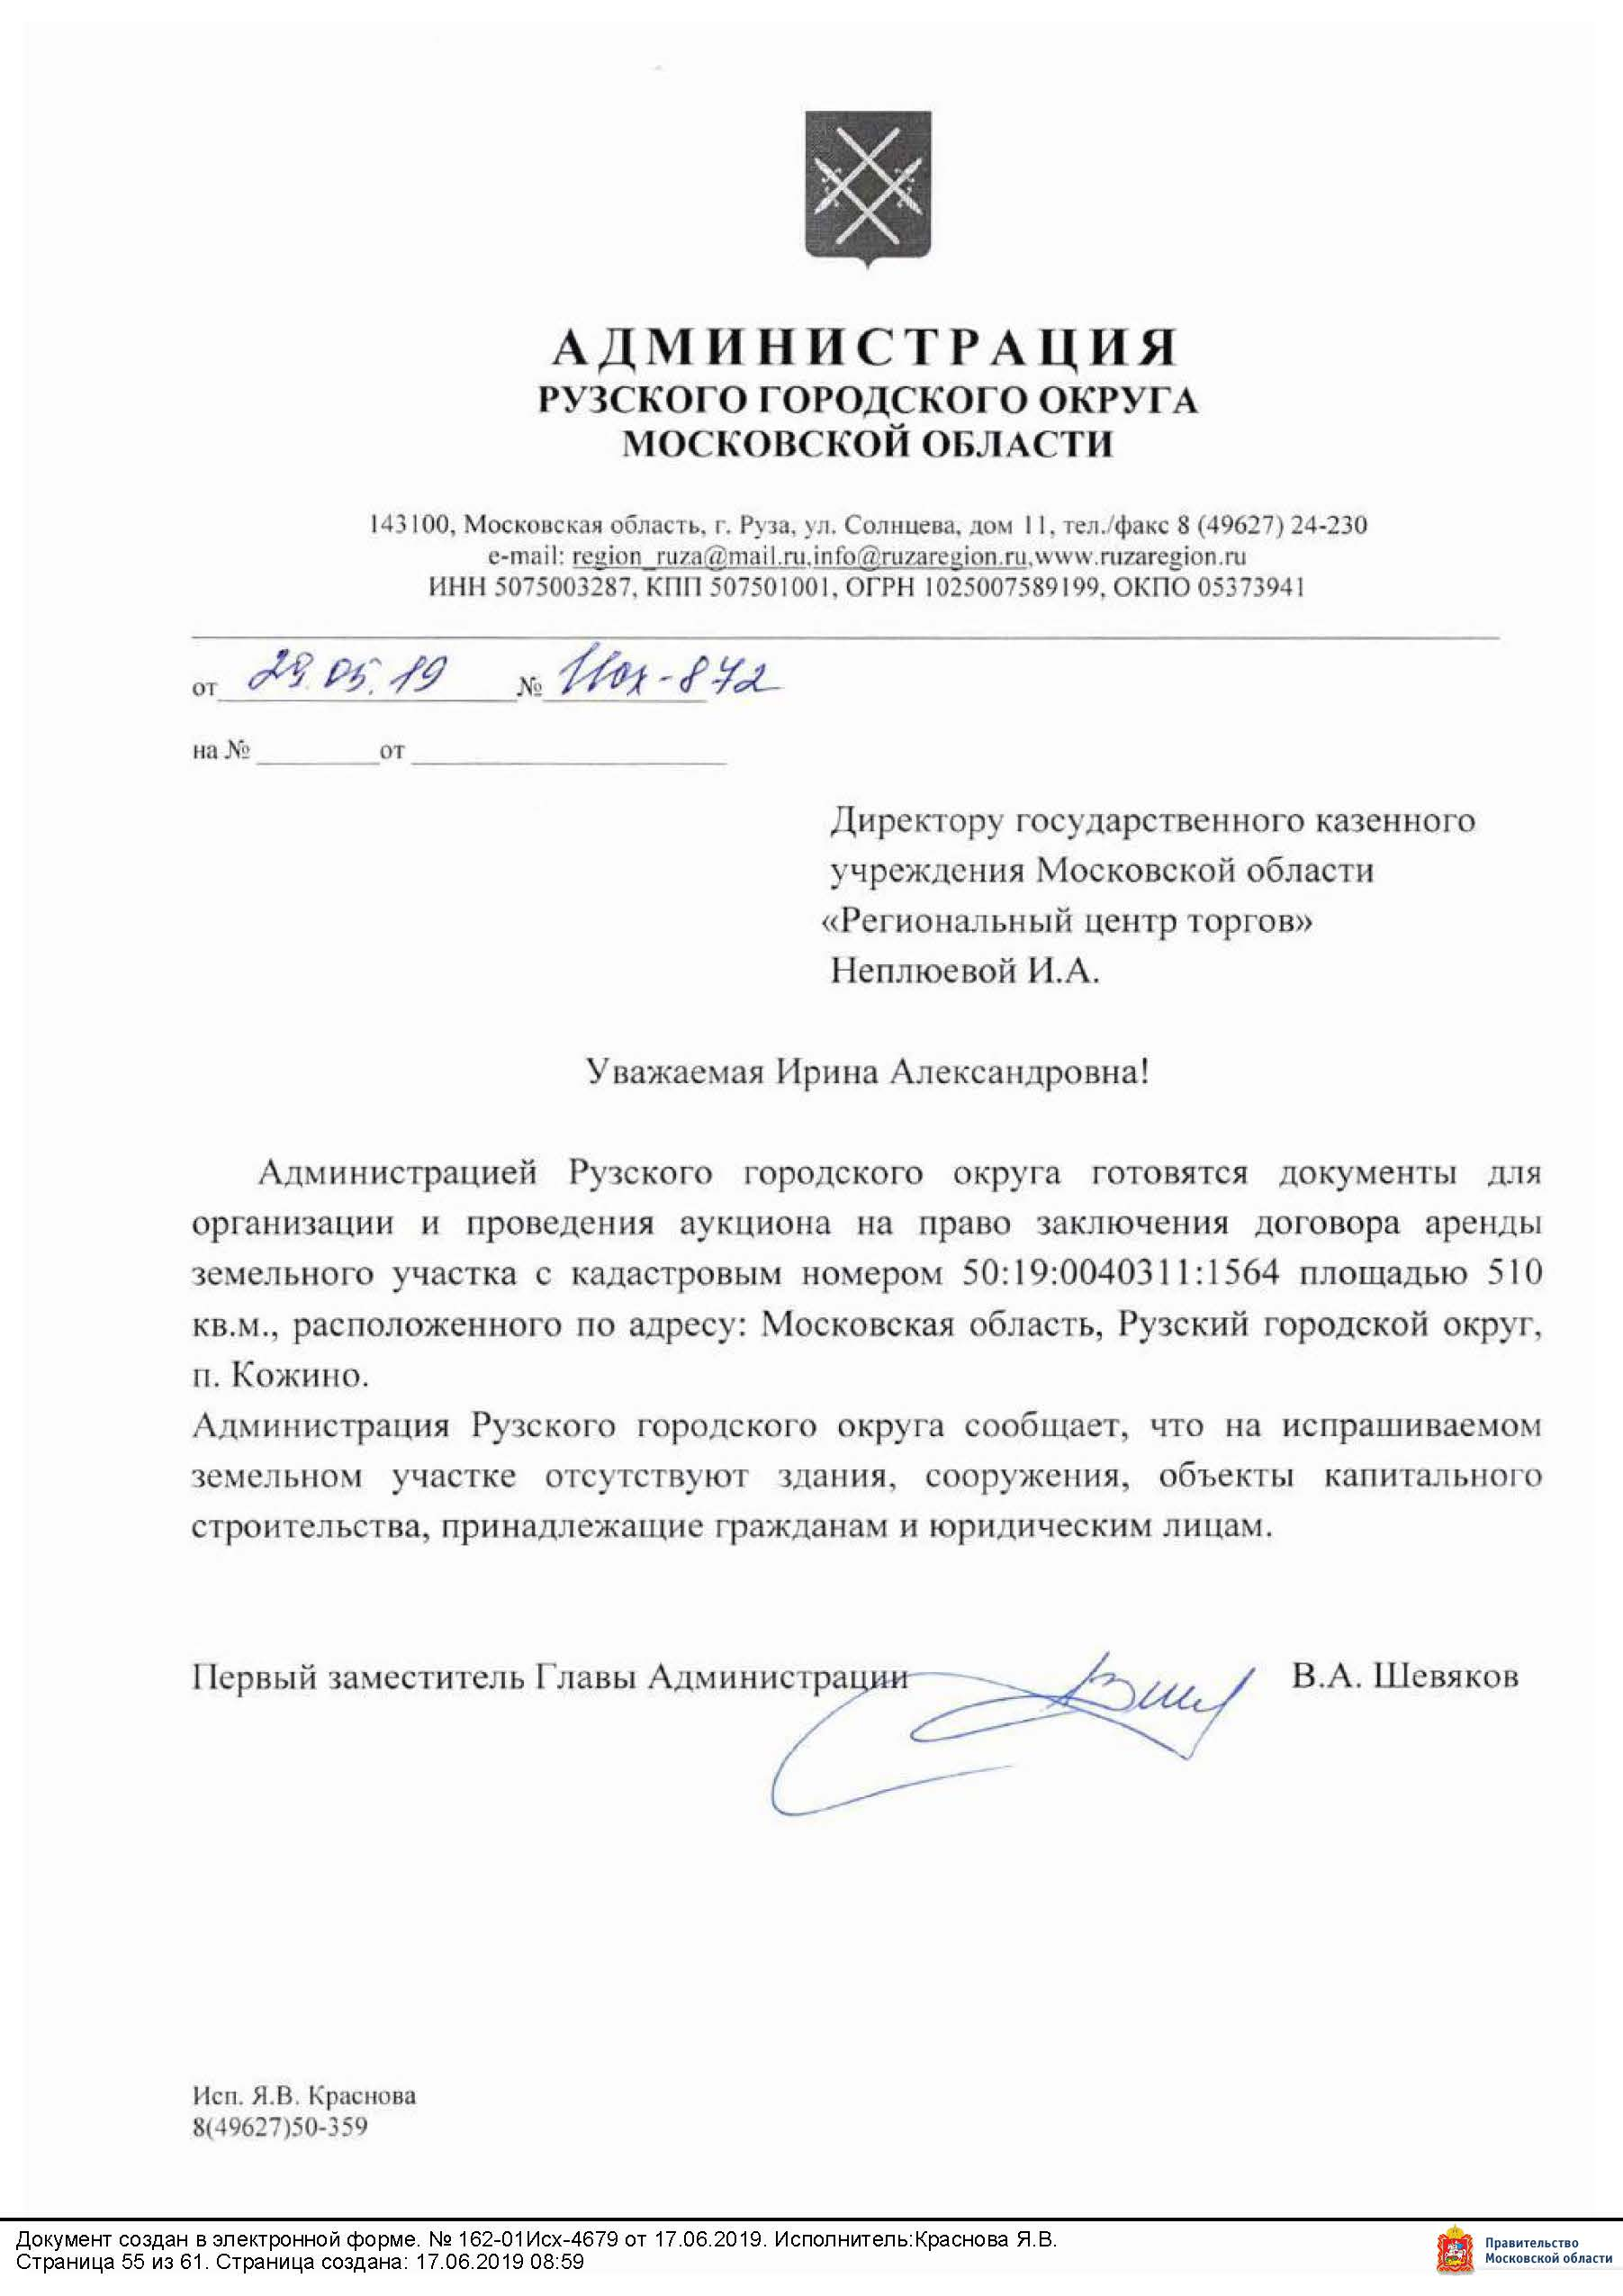 АДМИНИСТРАЦИЯ
РУЗСКОГО ГОРОДСКОГО ОКРУГА
МОСКОВСКОЙ ОБЛАСТИ
143100, Московская область, г. Руза, ул. Солнцева, дом 11, тел./факс 8 (49627) 24-230
e-mail: region_ruza@mail.ru,info@ruzaregion.ru,www.ruzaregion.ru
ИНН 5075003287, КПП 507501001, ОГРН 1025007589199, ОКПО 05373941
от 29.05.19 № Исх-872
на № от
Директору государственного казенного
учреждения Московской области
«Региональный центр торгов»
Неплюевой И.А.
Уважаемая Ирина Александровна!
Администрацией Рузского городского округа готовятся документы для
организации и проведения аукциона на право заключения договора аренды
земельного участка с кадастровым номером 50:19:0040311:1564 площадью 510
кв.м., расположенного по адресу: Московская область, Рузский городской округ,
п. Кожино.
Администрация Рузского городского округа сообщает, что на испрашиваемом
земельном участке отсутствуют здания, сооружения, объекты капитального
строительства, принадлежащие гражданам и юридическим лицам.
Первый заместитель Главы Администрации В.А. Шевяков
Исп. Я.В. Краснова
8(49627)50-359
Документ создан в электронной форме. № 162-01Исх-4679 от 17.06.2019. Исполнитель:Краснова Я.В.
Страница 55 из 61. Страница создана: 17.06.2019 08:59
Правительство
Московской области